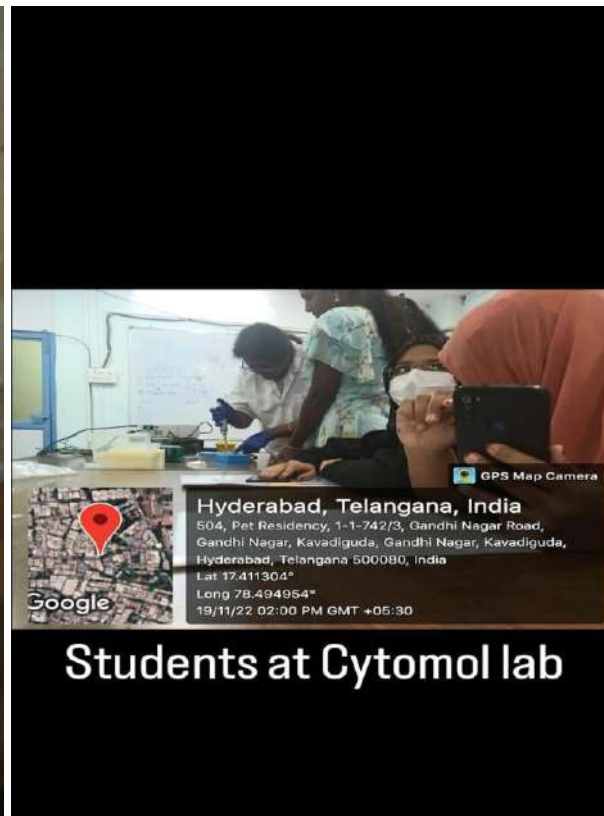 GPS Map Camera
Hyderabad, Telangana, India
504, Pet Residency, 1-1-742/3, Gandhi Nagar Road,
Gandhi Nagar, Kavadiguda, Gandhi Nagar, Kavadiguda,
Hyderabad, Telangana 500080, India
Lat 17.411304°
Long 78.494954°
19/11/22 02:00 PM GMT +05:30
Google
Students at Cytomol lab